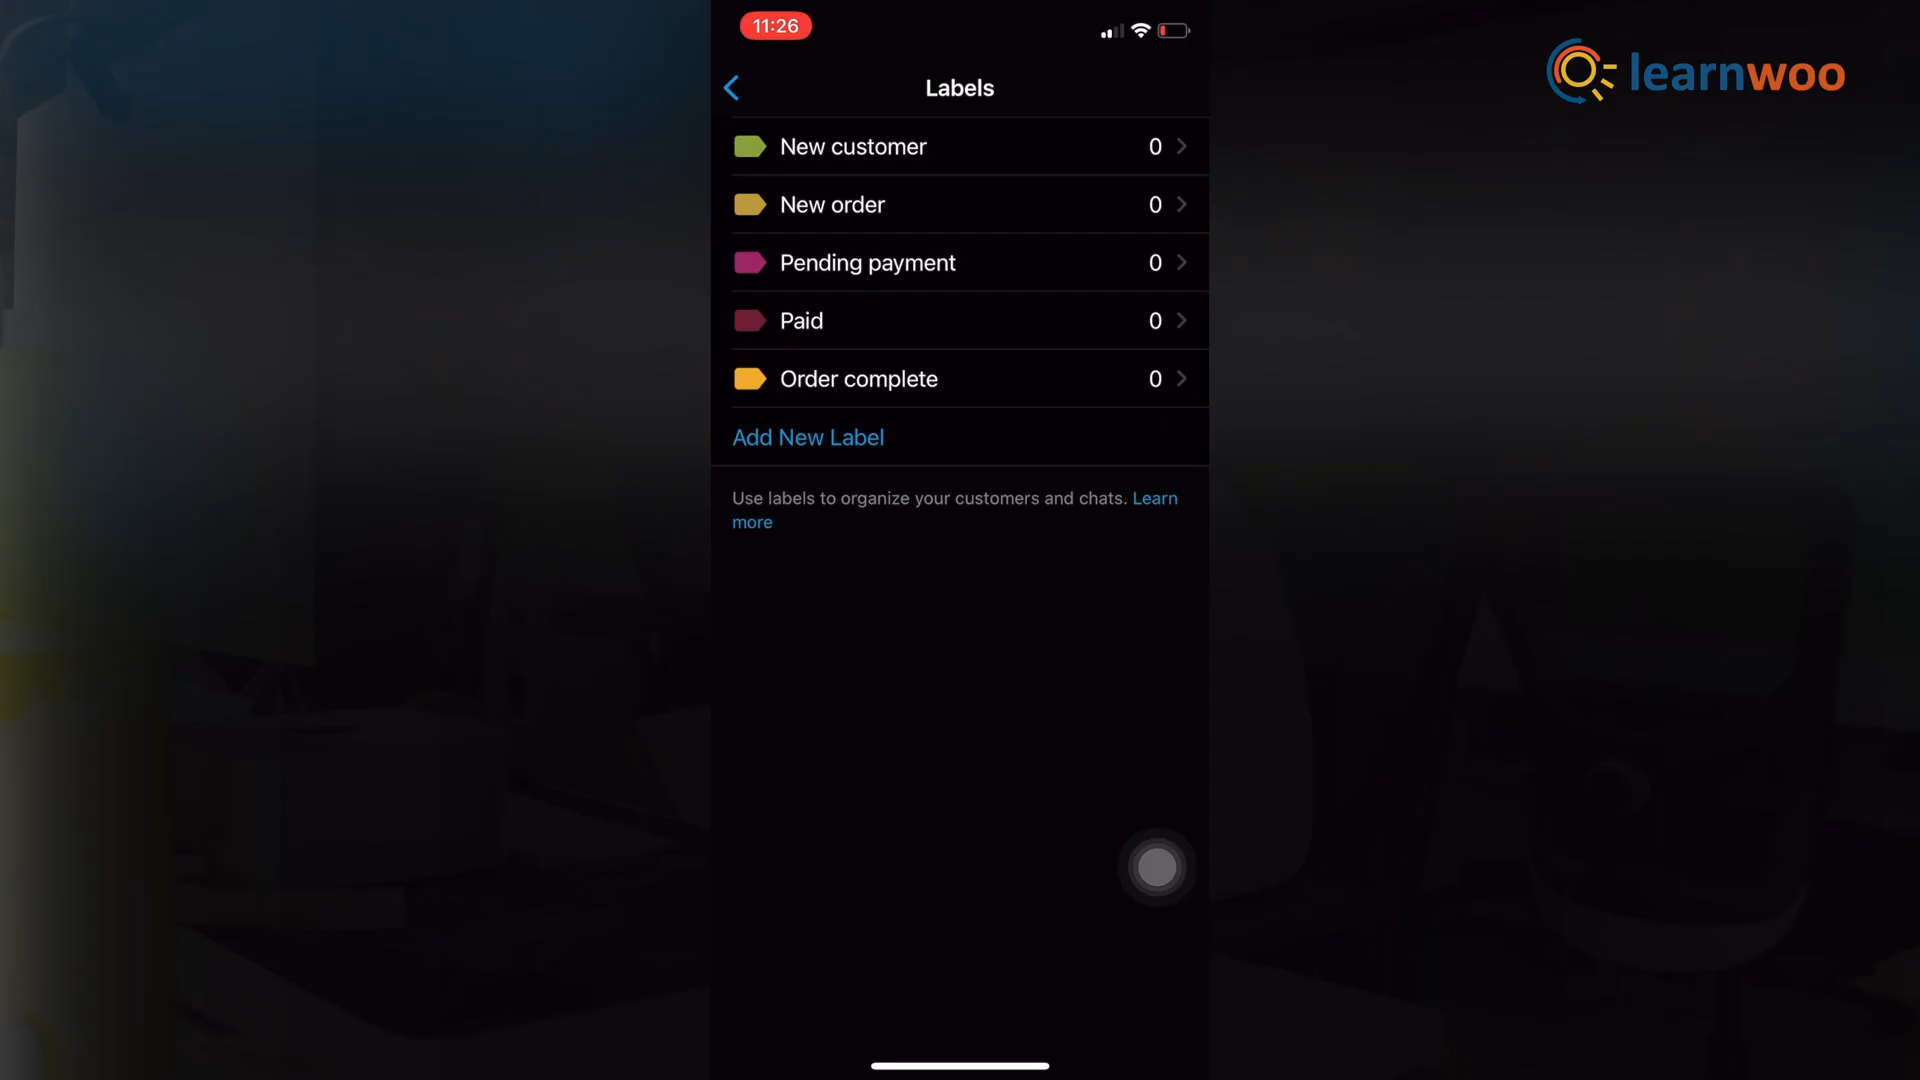 11:26
learnwoo
Labels
New customer 0
New order 0
Pending payment 0
Paid 0
Order complete 0
Add New Label
Use labels to organize your customers and chats. Learn
more